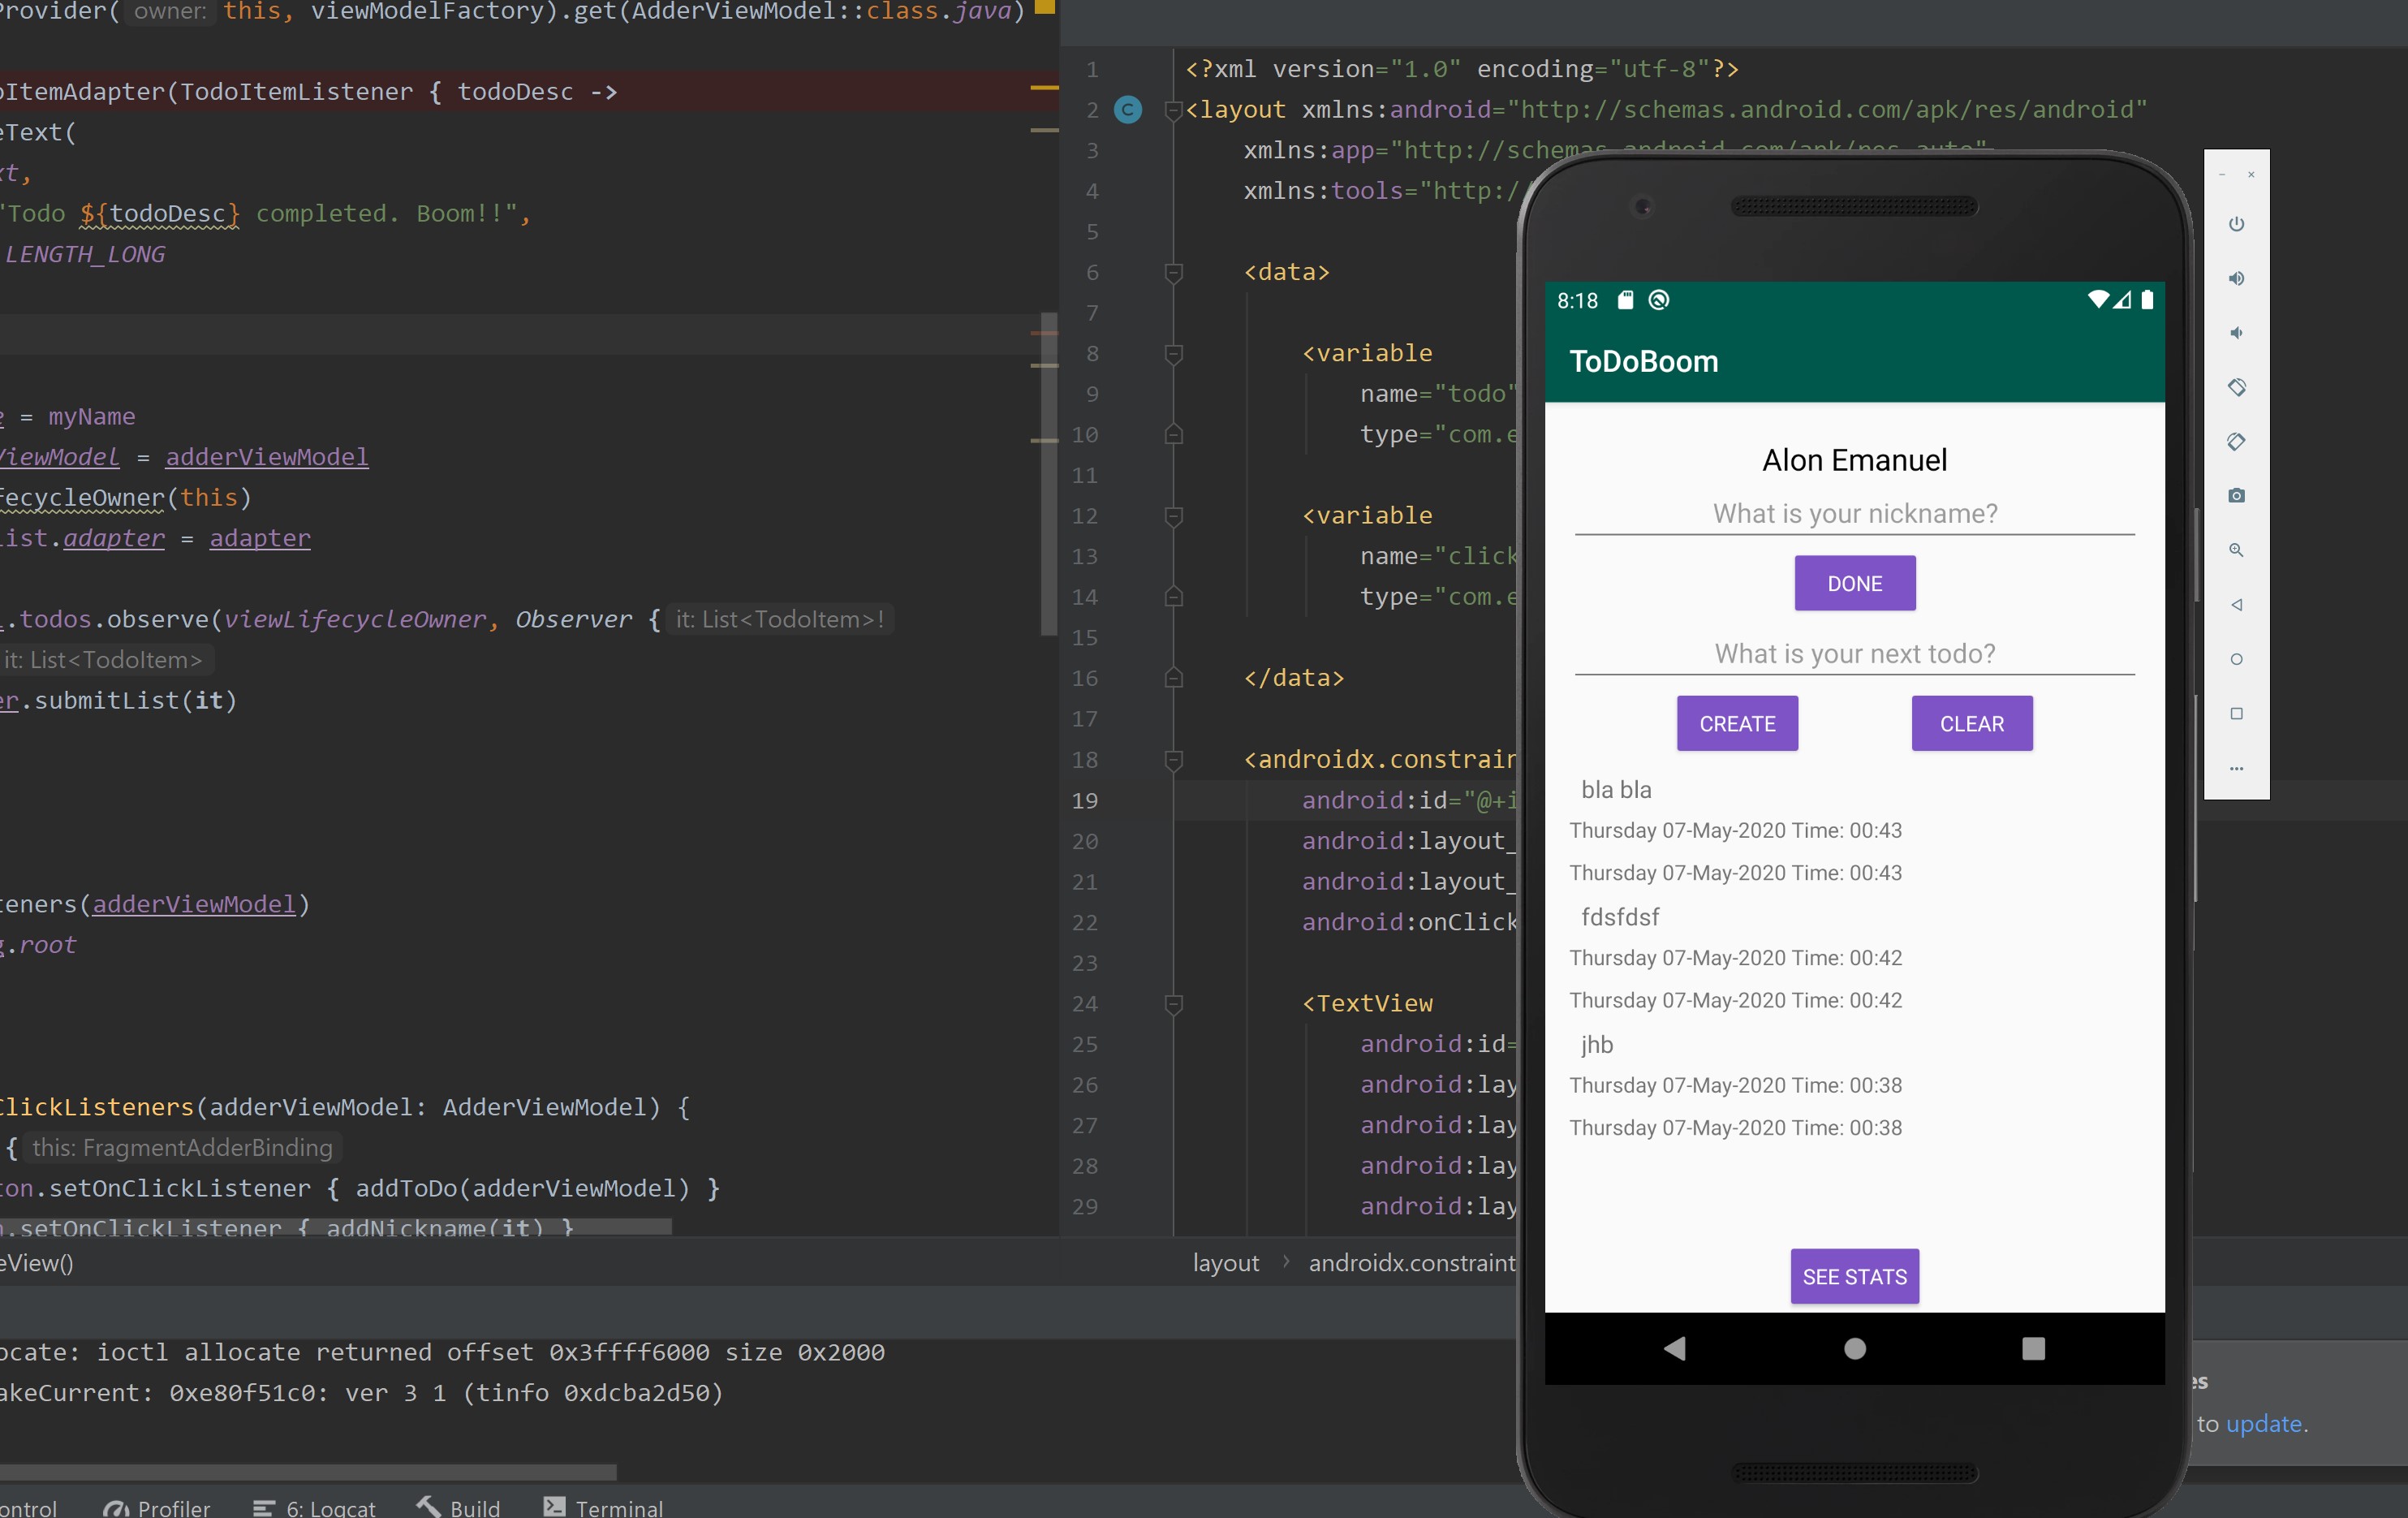 Provider( owner: this, viewModelFactory).get(AdderViewModel::class.java)
oItemAdapter(TodoItemListener { todoDesc ->
eText(
xt,
"Todo ${todoDesc} completed. Boom!!",
LENGTH_LONG
e = myName
ViewModel = adderViewModel
fecycleOwner(this)
ist.adapter = adapter
.todos.observe(viewLifecycleOwner, Observer { it: List<TodoItem>!
it: List<TodoItem>
er.submitList(it)
teners(adderViewModel)
g.root
ClickListeners(adderViewModel: AdderViewModel) {
{ this: FragmentAdderBinding
ton.setOnClickListener { addToDo(adderViewModel) }
n.setOnClickListener { addNickname(it) }
eView()
ocate: ioctl allocate returned offset 0x3ffff6000 size 0x2000
akeCurrent: 0xe80f51c0: ver 3 1 (tinfo 0xdcba2d50)
ontrol Profiler 6: Logcat Build Terminal
1 <?xml version="1.0" encoding="utf-8"?>
2 <layout xmlns:android="http://schemas.android.com/apk/res/android"
3 xmlns:app="http://schemas.android.com/apk/res-auto"
4 xmlns:tools="http:/
5
6 <data>
7
8 <variable
9 name="todo"
10 type="com.e
11
12 <variable
13 name="click
14 type="com.e
15
16 </data>
17
18 <androidx.constrain
19 android:id="@+i
20 android:layout_
21 android:layout_
22 android:onClick
23
24 <TextView
25 android:id=
26 android:lay
27 android:lay
28 android:lay
29 android:lay
layout > androidx.constraint
8:18
ToDoBoom
Alon Emanuel
What is your nickname?
DONE
What is your next todo?
CREATE CLEAR
bla bla
Thursday 07-May-2020 Time: 00:43
Thursday 07-May-2020 Time: 00:43
fdsfdsf
Thursday 07-May-2020 Time: 00:42
Thursday 07-May-2020 Time: 00:42
jhb
Thursday 07-May-2020 Time: 00:38
Thursday 07-May-2020 Time: 00:38
SEE STATS
es
to update.